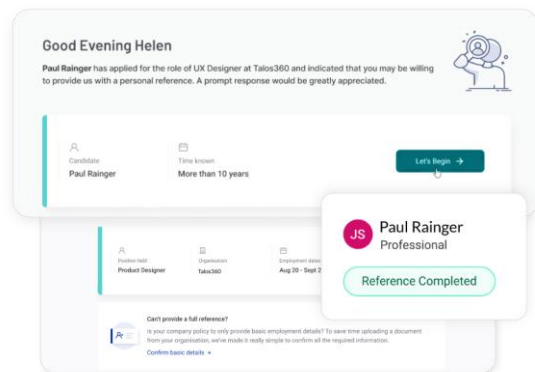 Good Evening Helen
Paul Rainger has applied for the role of UX Designer at Talos360 and indicated that you may be willing
to provide us with a personal reference. A prompt response would be greatly appreciated.
Candidate
Paul Rainger
Time known
More than 10 years
Let's Begin →
JS
Paul Rainger
Professional
Reference Completed
Position held
Product Designer
Organisation
Talos360
Employment dates
Aug 20 - Sept 2
Can't provide a full reference?
Is your company policy to only provide basic employment details? To save time uploading a document
from your organisation, we've made it really simple to confirm all the required information.
Confirm basic details